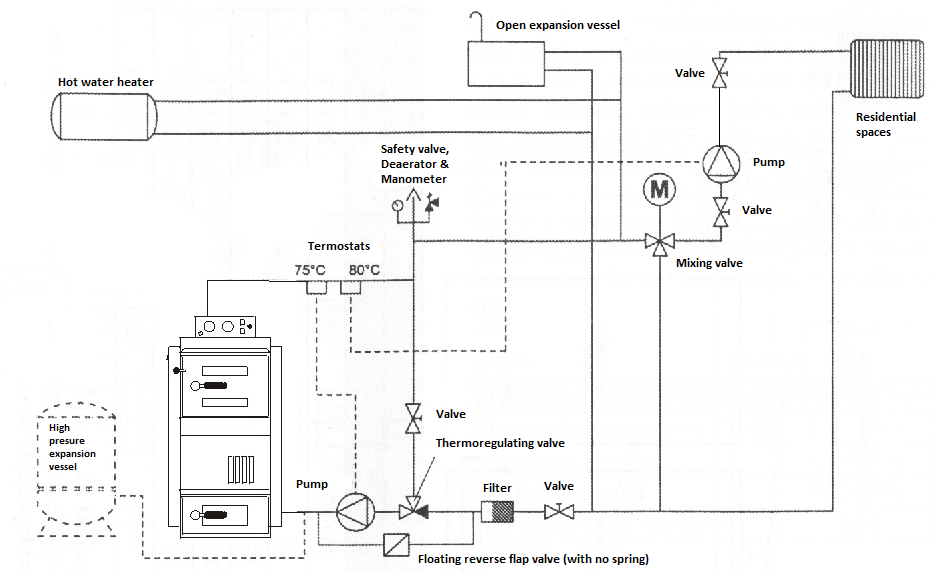 Open expansion vessel
Valve
Hot water heater
Residential
spaces
Safety valve,
Deaerator &
Manometer
Pump
M
Valve
Mixing valve
Termostats
75°C 80°C
Valve
Thermoregulating valve
High
presure
expansion
vessel
Pump
Filter
Valve
Floating reverse flap valve (with no spring)